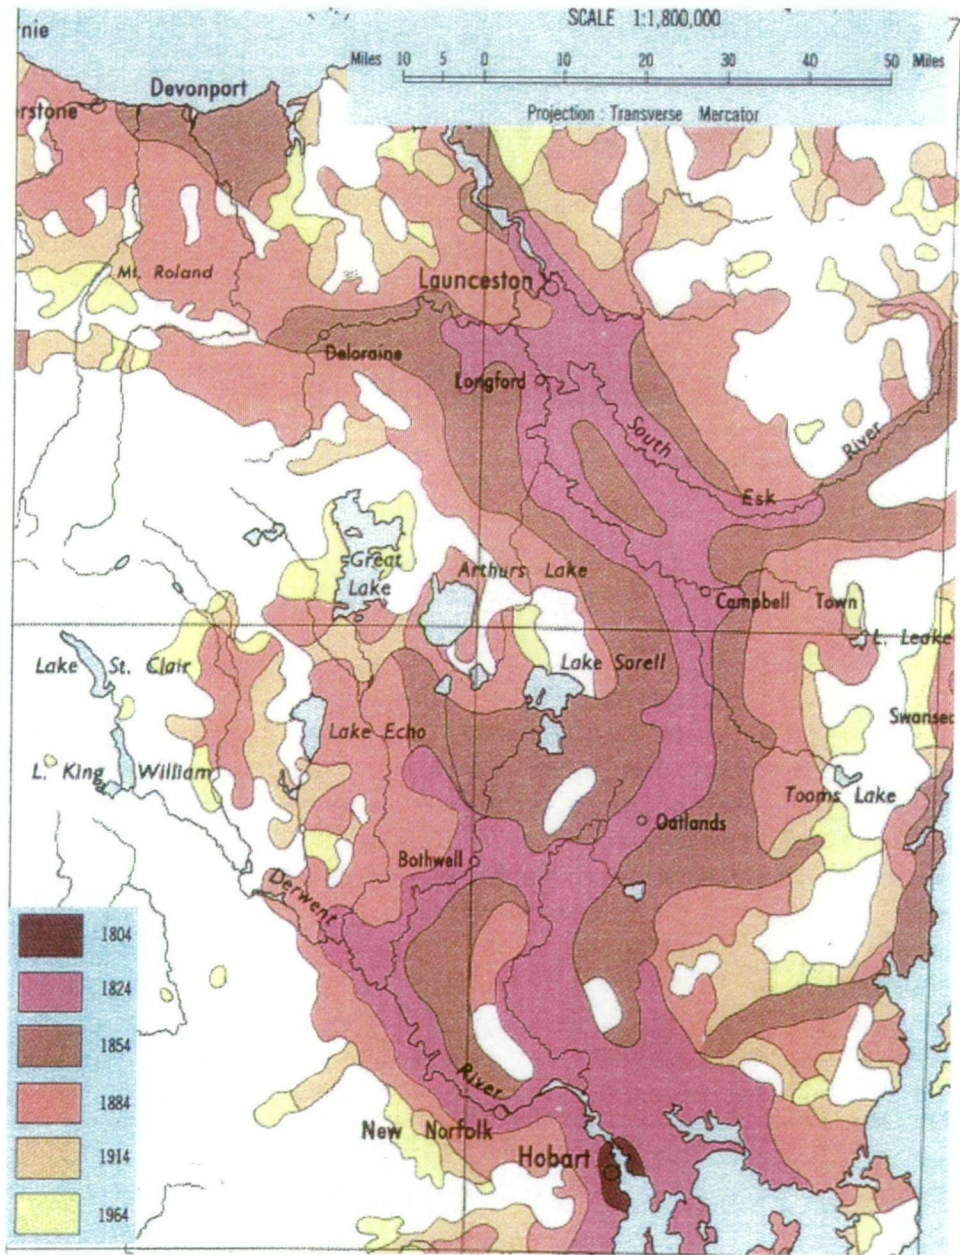 nie
SCALE 1:1,800,000
Miles 10 5 0 10 20 30 40 50 Miles
Projection : Transverse Mercator
Devonport
erstone
Mt. Roland
Launceston
Deloraine
Longford
South
Esk
River
Great
Lake
Arthurs Lake
Campbell Town
L. Leake
Lake St. Clair
Lake Sorell
Swansea
Lake Echo
L. King William
Tooms Lake
Oatlands
Bothwell
Derwent
River
New Norfolk
Hobart
1804
1824
1854
1884
1914
1964